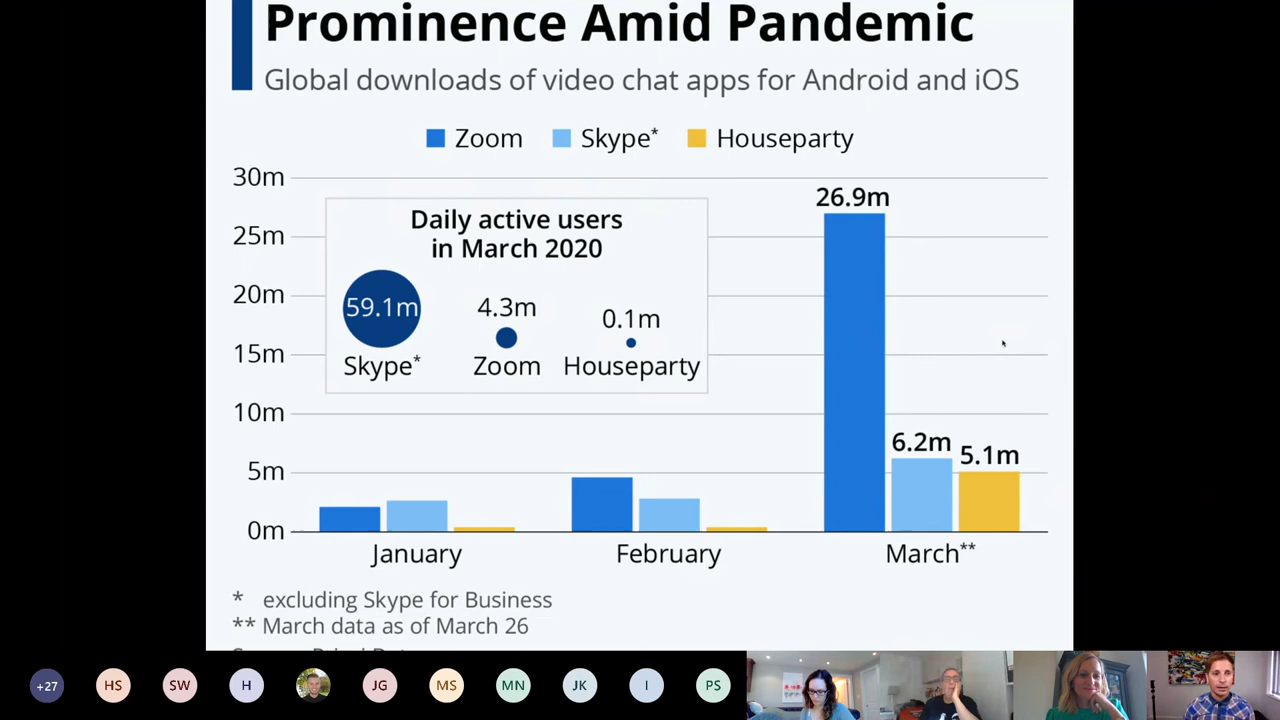 Prominence Amid Pandemic
Global downloads of video chat apps for Android and iOS
Zoom Skype* Houseparty
30m
26.9m
Daily active users
in March 2020
25m
20m
59.1m 4.3m 0.1m
15m
Skype* Zoom Houseparty
10m
6.2m 5.1m
5m
0m
January February March**
* excluding Skype for Business
** March data as of March 26
+27 HS SW H JG MS MN JK I PS